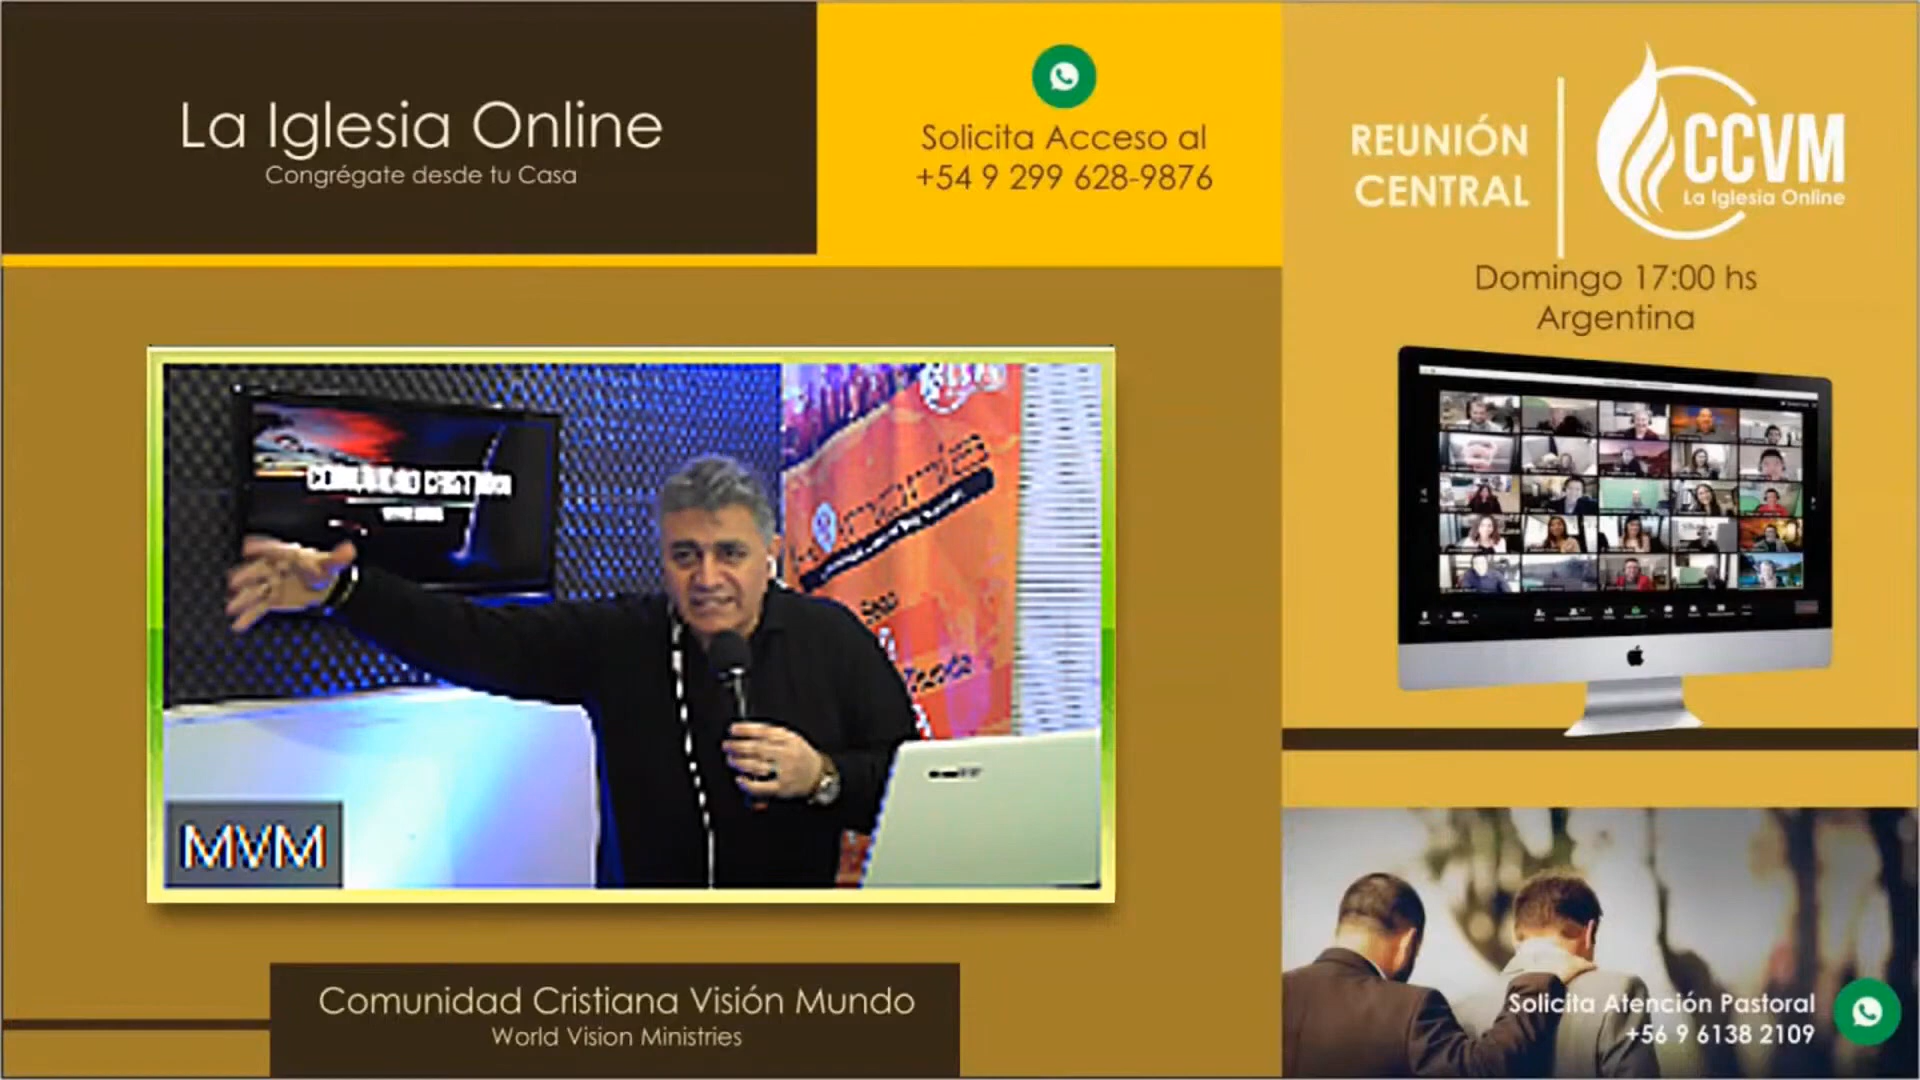 La Iglesia Online
Congrégate desde tu Casa
Solicita Acceso al
+54 9 299 628-9876
REUNIÓN
CENTRAL
CCVM
La Iglesia Online
Domingo 17:00 hs
Argentina
COMUNIDAD CRISTIANA
MVM
Comunidad Cristiana Visión Mundo
World Vision Ministries
Solicita Atención Pastoral
+56 9 6138 2109